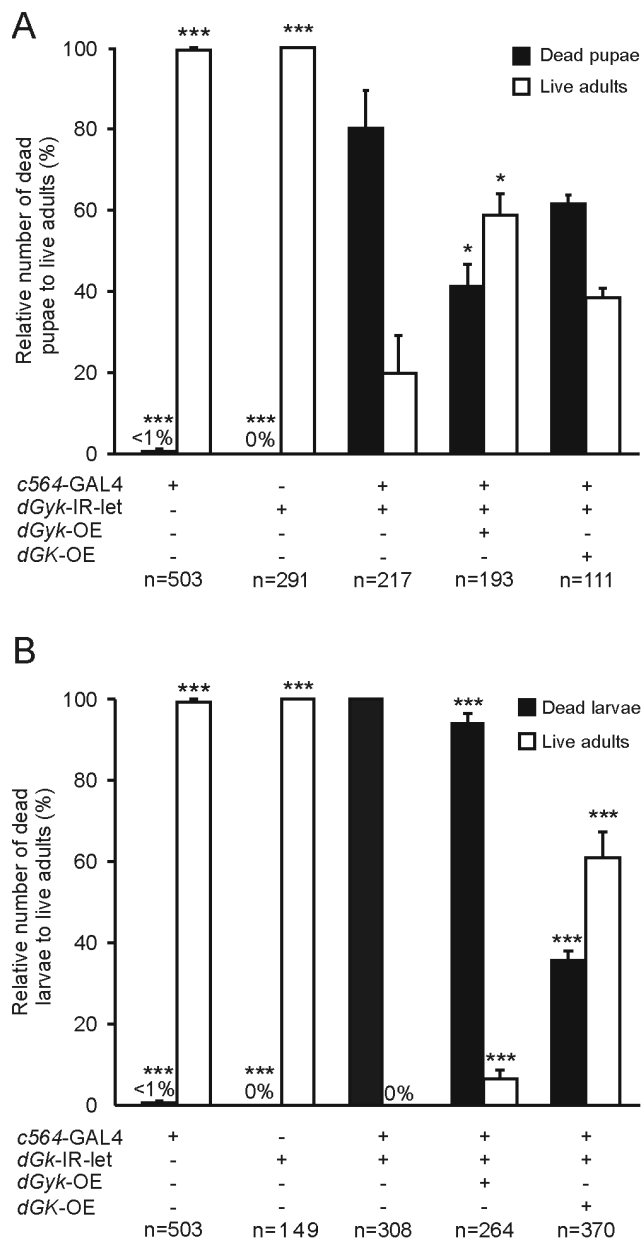 A
Relative number of dead
pupae to live adults (%)
100
80
60
40
20
0
Dead pupae
Live adults
***
<1%
***
***
0%
***
*
*
c564-GAL4 + - + + +
dGyk-IR-let - + + + +
dGyk-OE - - - + -
dGK-OE - - - - +
n=503 n=291 n=217 n=193 n=111
B
Relative number of dead
larvae to live adults (%)
100
80
60
40
20
0
Dead larvae
Live adults
***
<1%
***
***
0%
***
0%
***
***
***
***
c564-GAL4 + - + + +
dGk-IR-let - + + + +
dGyk-OE - - - + -
dGK-OE - - - - +
n=503 n=149 n=308 n=264 n=370